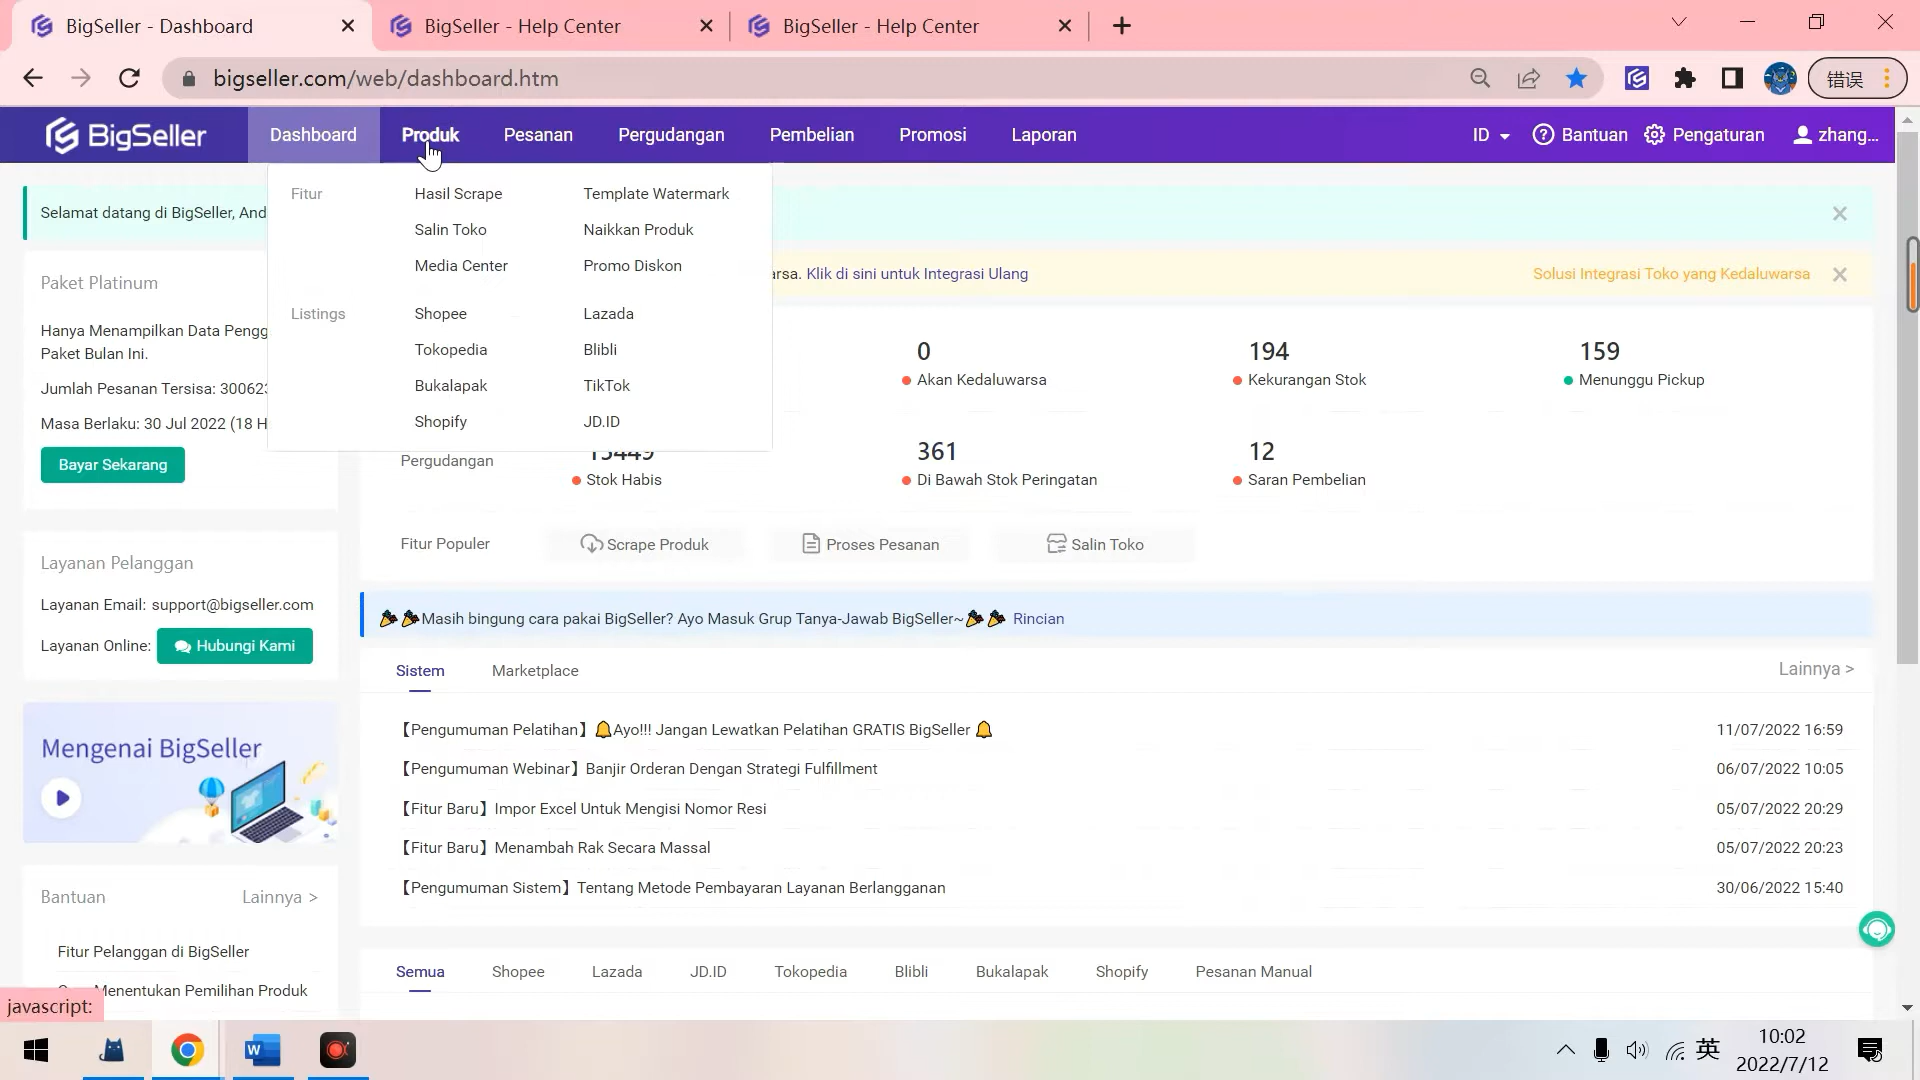 BigSeller - Dashboard
BigSeller - Help Center
BigSeller - Help Center
bigseller.com/web/dashboard.htm
错误
BigSeller
Dashboard
Produk
Pesanan
Pergudangan
Pembelian
Promosi
Laporan
ID
Bantuan
Pengaturan
zhang...
Fitur
Hasil Scrape
Template Watermark
Salin Toko
Naikkan Produk
Media Center
Promo Diskon
Listings
Shopee
Lazada
Tokopedia
Blibli
Bukalapak
TikTok
Shopify
JD.ID
Selamat datang di BigSeller, And
arsa. Klik di sini untuk Integrasi Ulang
Solusi Integrasi Toko yang Kedaluwarsa
Paket Platinum
Hanya Menampilkan Data Pengg
Paket Bulan Ini.
Jumlah Pesanan Tersisa: 300623
Masa Berlaku: 30 Jul 2022 (18 H
Bayar Sekarang
0
Akan Kedaluwarsa
194
Kekurangan Stok
159
Menunggu Pickup
Pergudangan
15449
Stok Habis
361
Di Bawah Stok Peringatan
12
Saran Pembelian
Fitur Populer
Scrape Produk
Proses Pesanan
Salin Toko
Layanan Pelanggan
Layanan Email: support@bigseller.com
Layanan Online:
Hubungi Kami
Masih bingung cara pakai BigSeller? Ayo Masuk Grup Tanya-Jawab BigSeller~
Rincian
Sistem
Marketplace
Lainnya >
【Pengumuman Pelatihan】Ayo!!! Jangan Lewatkan Pelatihan GRATIS BigSeller
11/07/2022 16:59
【Pengumuman Webinar】Banjir Orderan Dengan Strategi Fulfillment
06/07/2022 10:05
【Fitur Baru】Impor Excel Untuk Mengisi Nomor Resi
05/07/2022 20:29
【Fitur Baru】Menambah Rak Secara Massal
05/07/2022 20:23
【Pengumuman Sistem】Tentang Metode Pembayaran Layanan Berlangganan
30/06/2022 15:40
Mengenai BigSeller
Bantuan
Lainnya >
Fitur Pelanggan di BigSeller
Menentukan Pemilihan Produk
Semua
Shopee
Lazada
JD.ID
Tokopedia
Blibli
Bukalapak
Shopify
Pesanan Manual
javascript:
英
10:02
2022/7/12